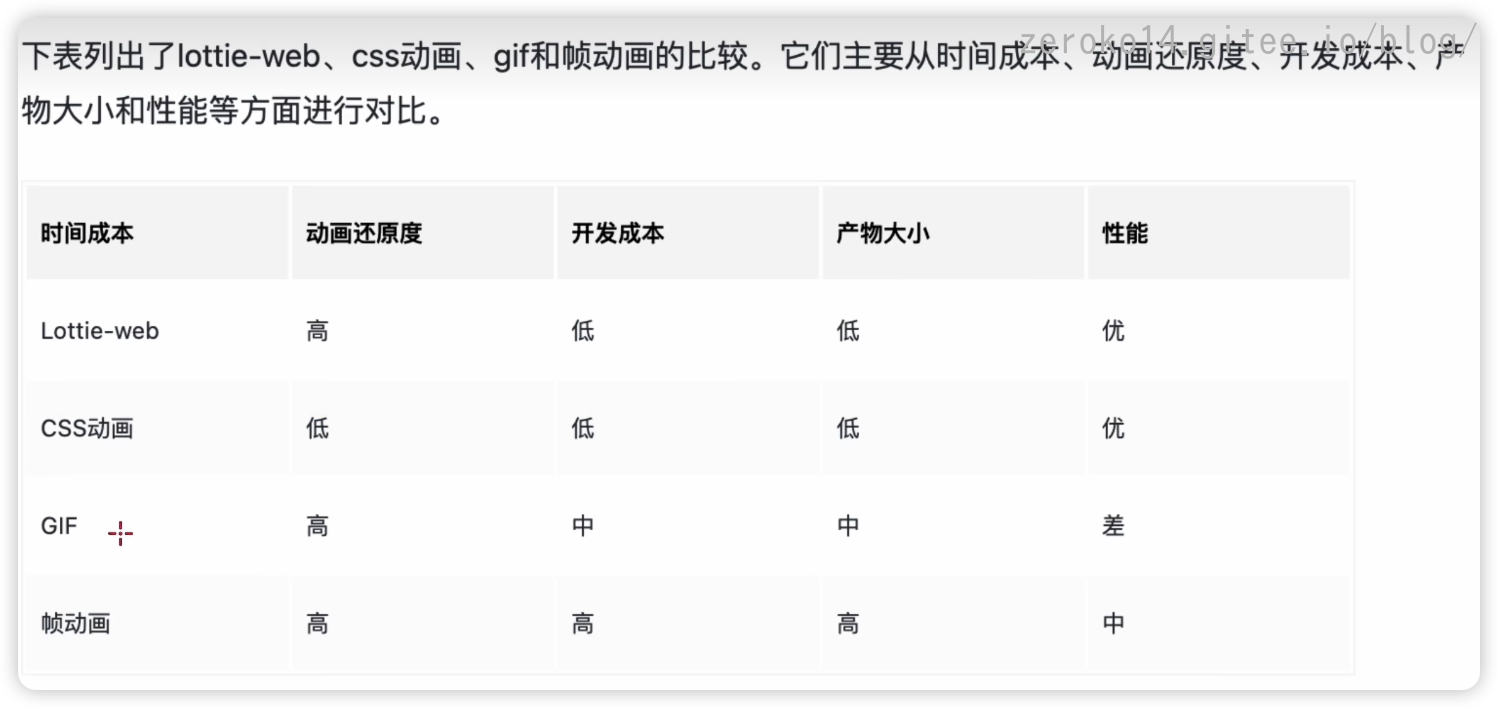 zeroko14.gitee.io/blog/
下表列出了lottie-web、css动画、gif和帧动画的比较。它们主要从时间成本、动画还原度、开发成本、产
物大小和性能等方面进行对比。
时间成本 动画还原度 开发成本 产物大小 性能
Lottie-web 高 低 低 优
CSS动画 低 低 低 优
GIF 高 中 中 差
帧动画 高 高 高 中